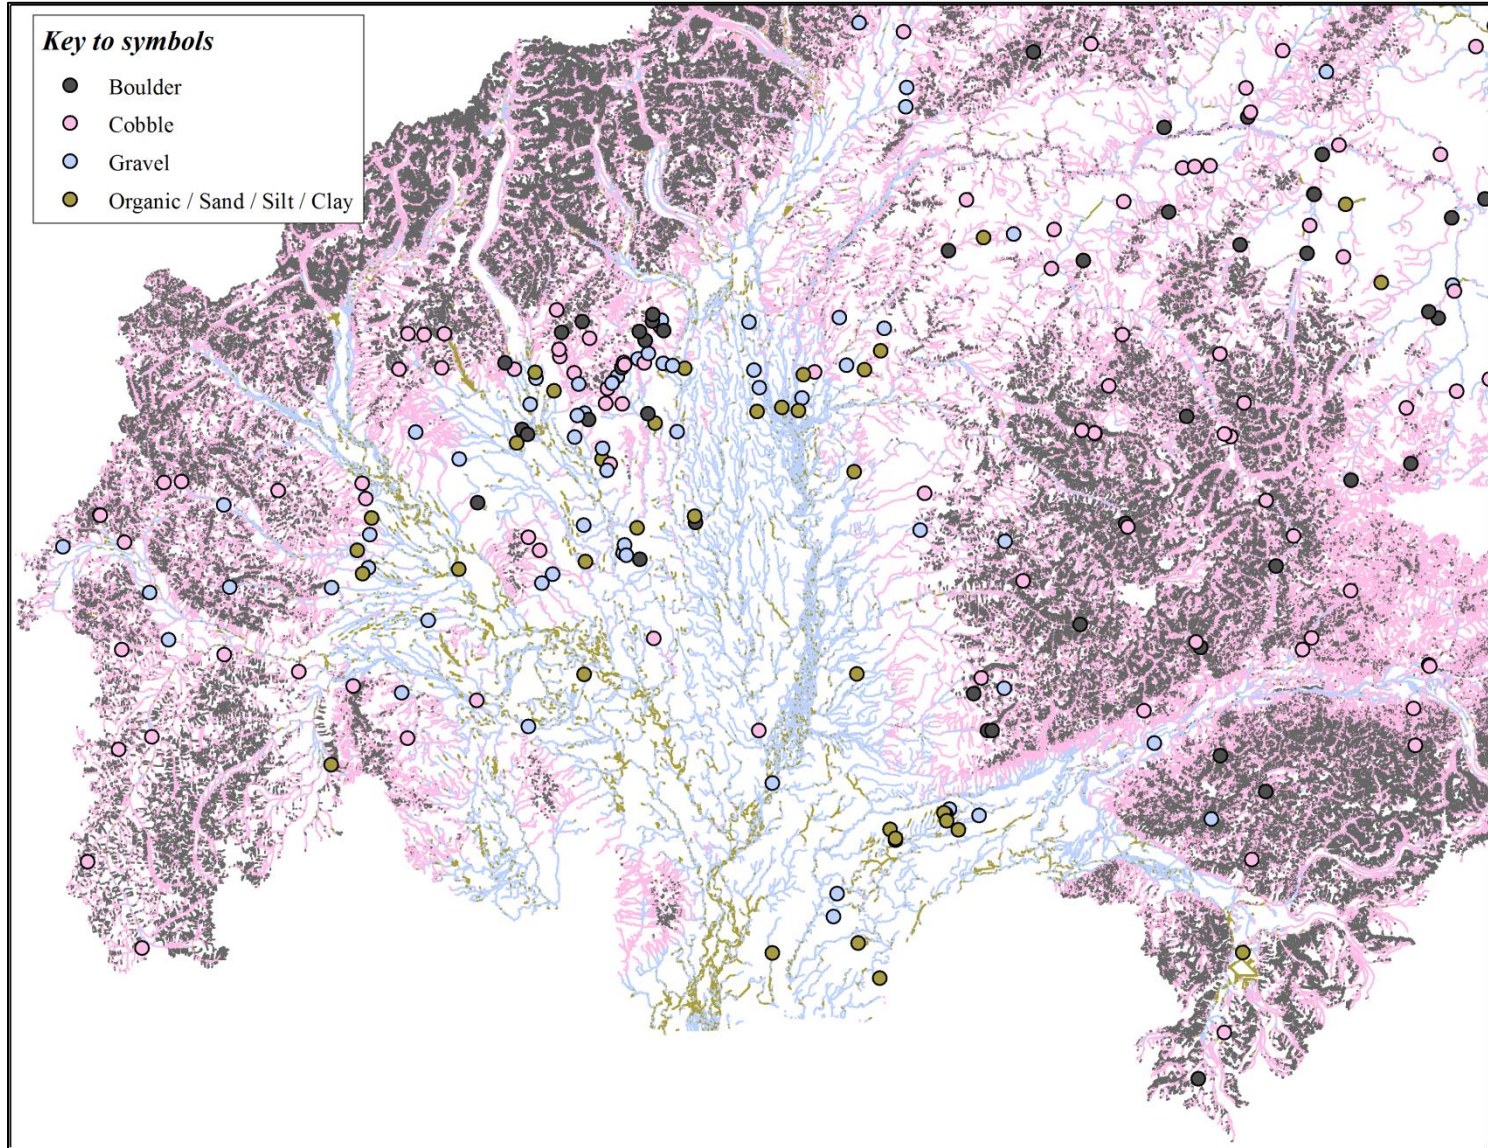 Key to symbols
Boulder
Cobble
Gravel
Organic / Sand / Silt / Clay